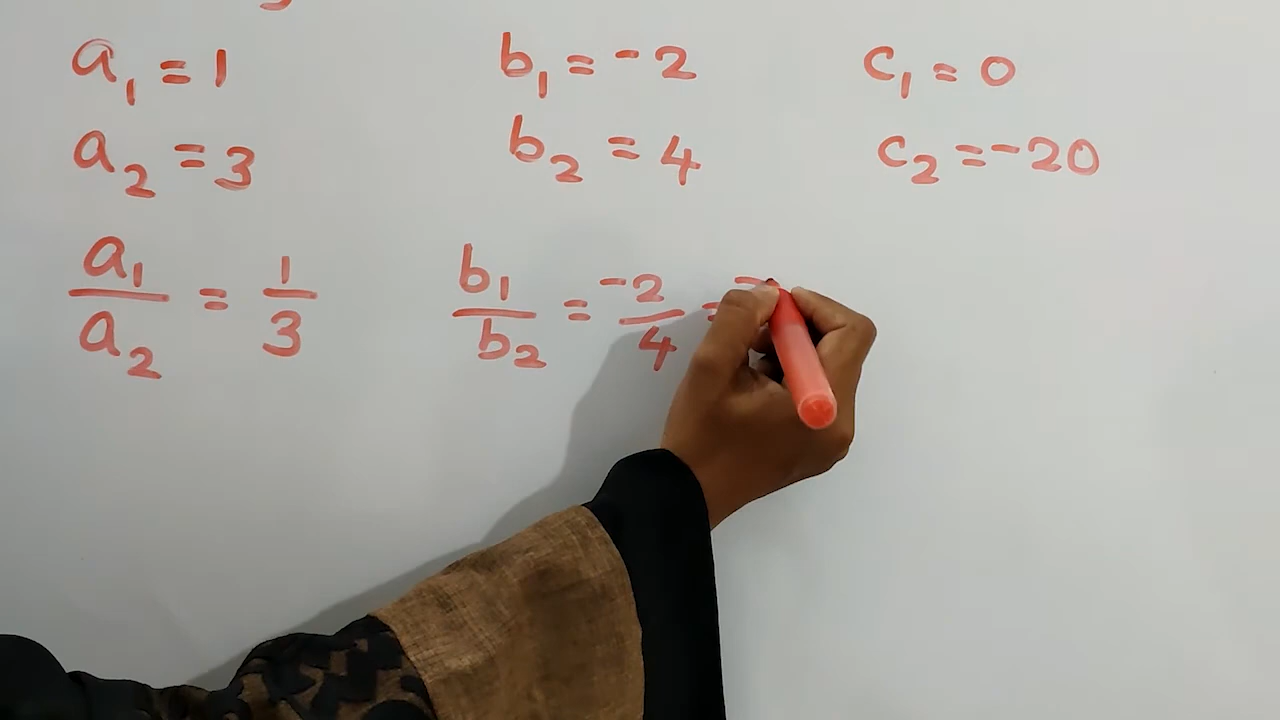 a₁ = 1 b₁ = -2 c₁ = 0
a₂ = 3 b₂ = 4 c₂ = -20
a₁/a₂ = 1/3 b₁/b₂ = -2/4 = -